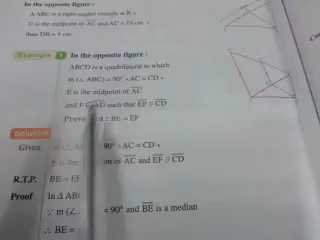 In the opposite figure :
Δ ABC is a right-angled triangle at B ,
D is the midpoint of AC and AC = 10 cm ,
then DB = 5 cm.
Example 1 In the opposite figure :
ABCD is a quadrilateral in which
m (∠ ABC) = 90° , AC = CD ,
E is the midpoint of AC
and F ∈ AD such that EF // CD
Prove that : BE = EF
Solution
Given m (∠ A 90° , AC = CD ,
E is the of AC and EF // CD
R.T.P. BE = EF
Proof In Δ AB
∵ m (∠ = 90° and BE is a median
∴ BE =